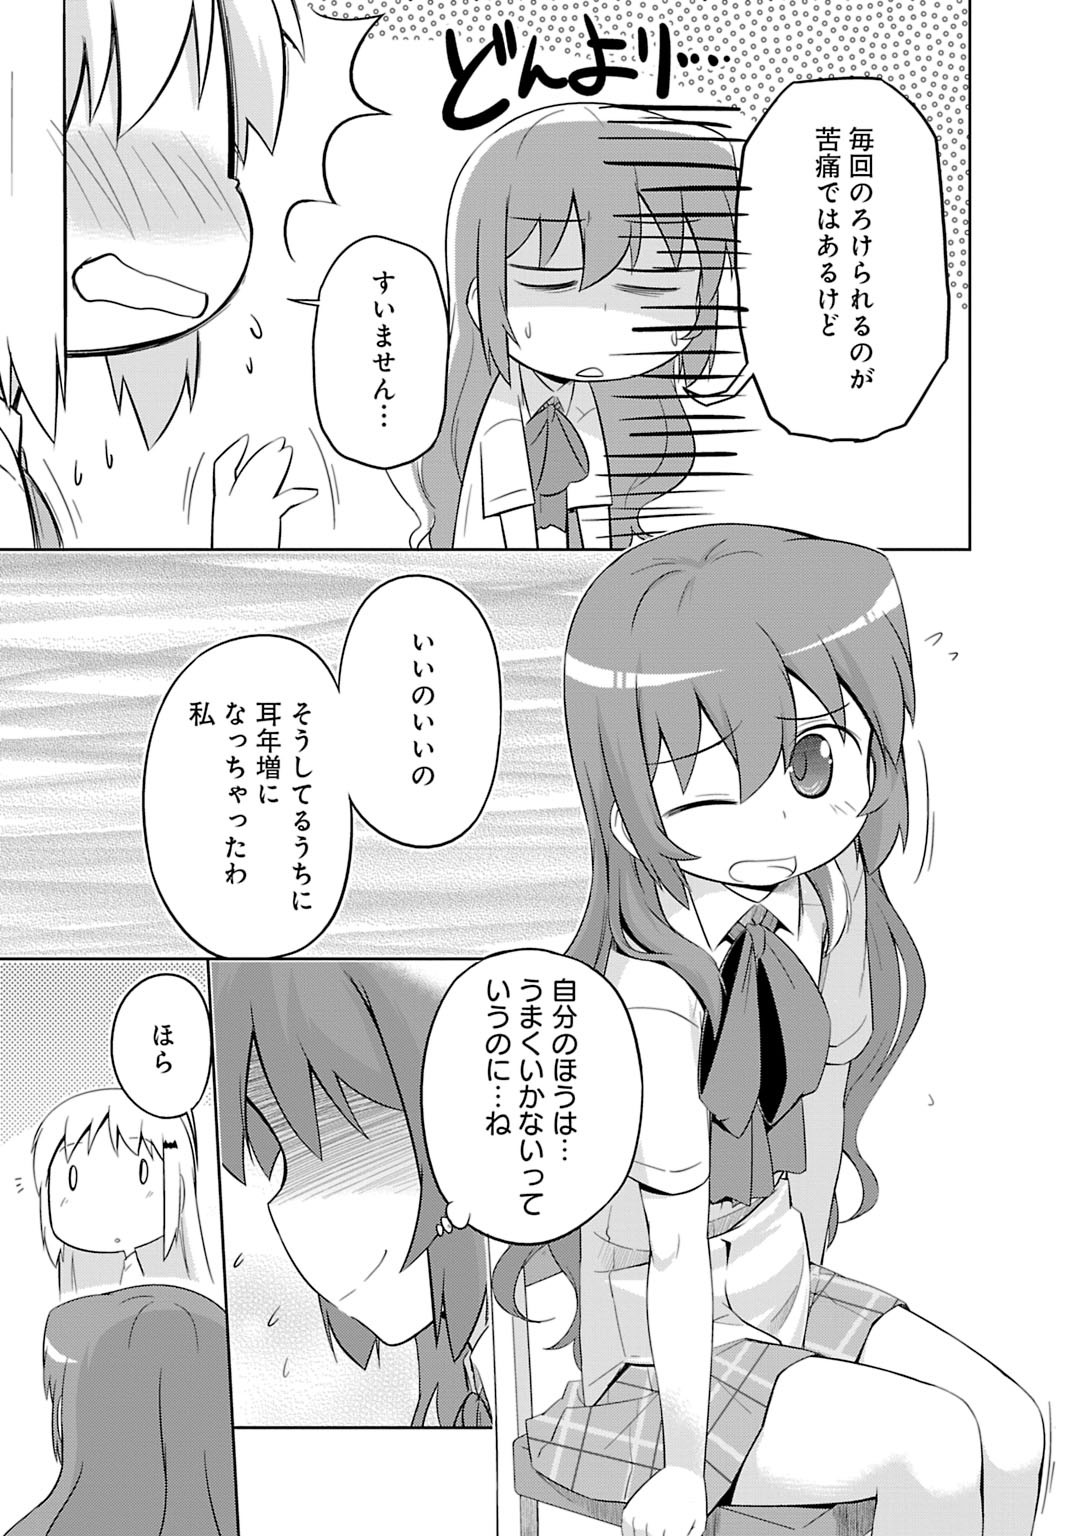 毎回のろけられるのが
苦痛ではあるけど
どんより…
すいません…
いいのいいの
そうしてるうちに
耳年増に
なっちゃったわ
私
自分のほうは…
うまくいかないって
いうのに…ね
ほら